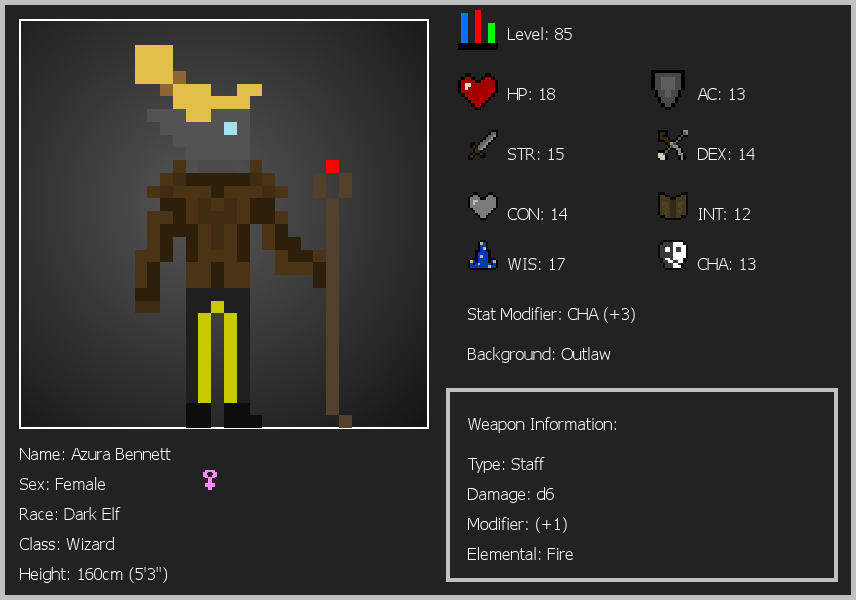 Level: 85
HP: 18
AC: 13
STR: 15
DEX: 14
CON: 14
INT: 12
WIS: 17
CHA: 13
Stat Modifier: CHA (+3)
Background: Outlaw
Weapon Information:
Type: Staff
Damage: d6
Modifier: (+1)
Elemental: Fire
Name: Azura Bennett
Sex: Female
Race: Dark Elf
Class: Wizard
Height: 160cm (5'3")